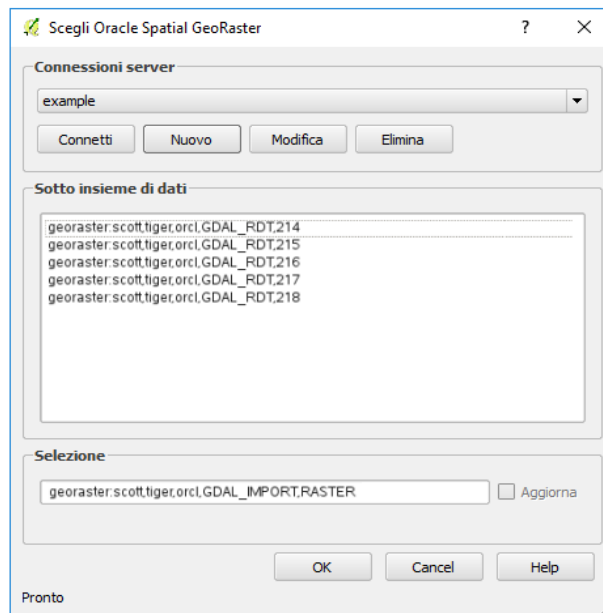 Scegli Oracle Spatial GeoRaster ?
Connessioni server
example
Connetti Nuovo Modifica Elimina
Sotto insieme di dati
georaster:scott,tiger,orcl,GDAL_RDT,214
georaster:scott,tiger,orcl,GDAL_RDT,215
georaster:scott,tiger,orcl,GDAL_RDT,216
georaster:scott,tiger,orcl,GDAL_RDT,217
georaster:scott,tiger,orcl,GDAL_RDT,218
Selezione
georaster:scott,tiger,orcl,GDAL_IMPORT,RASTER Aggiorna
OK Cancel Help
Pronto